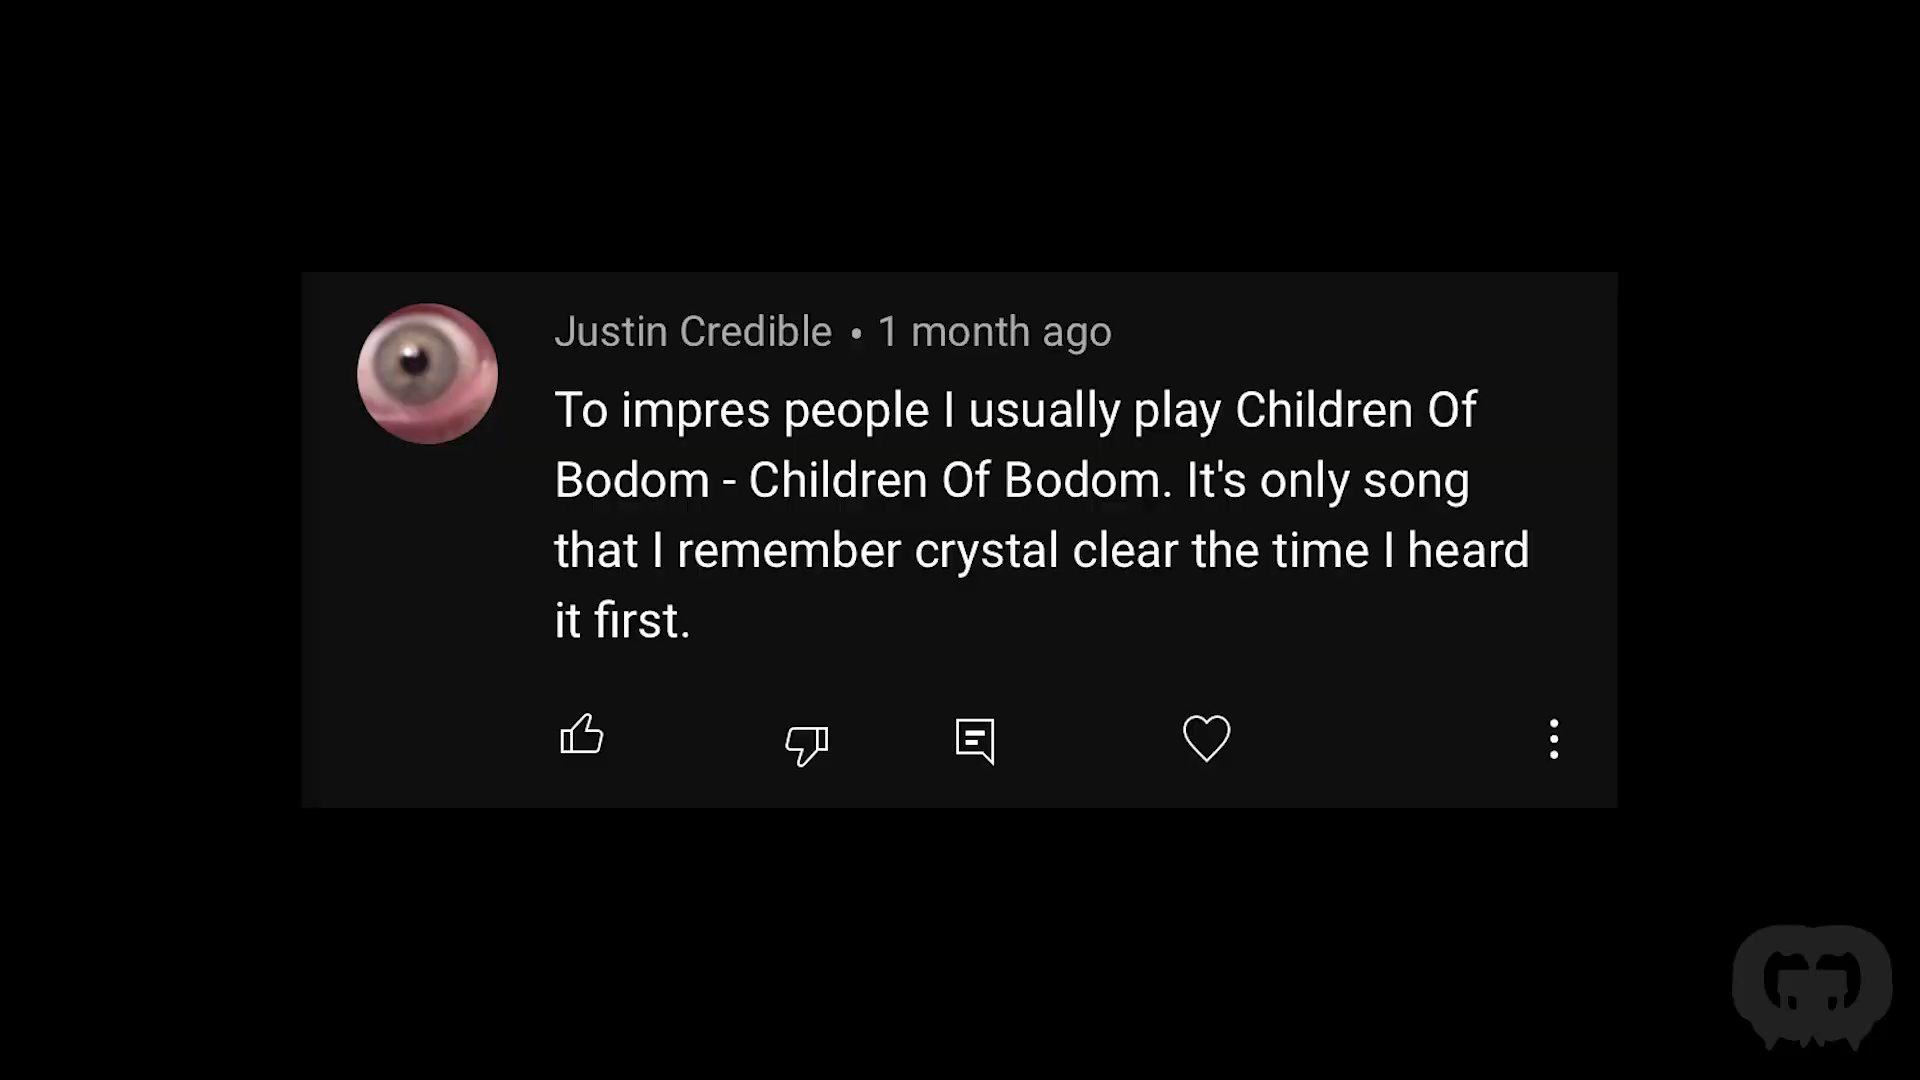 Justin Credible • 1 month ago
To impres people I usually play Children Of
Bodom - Children Of Bodom. It's only song
that I remember crystal clear the time I heard
it first.